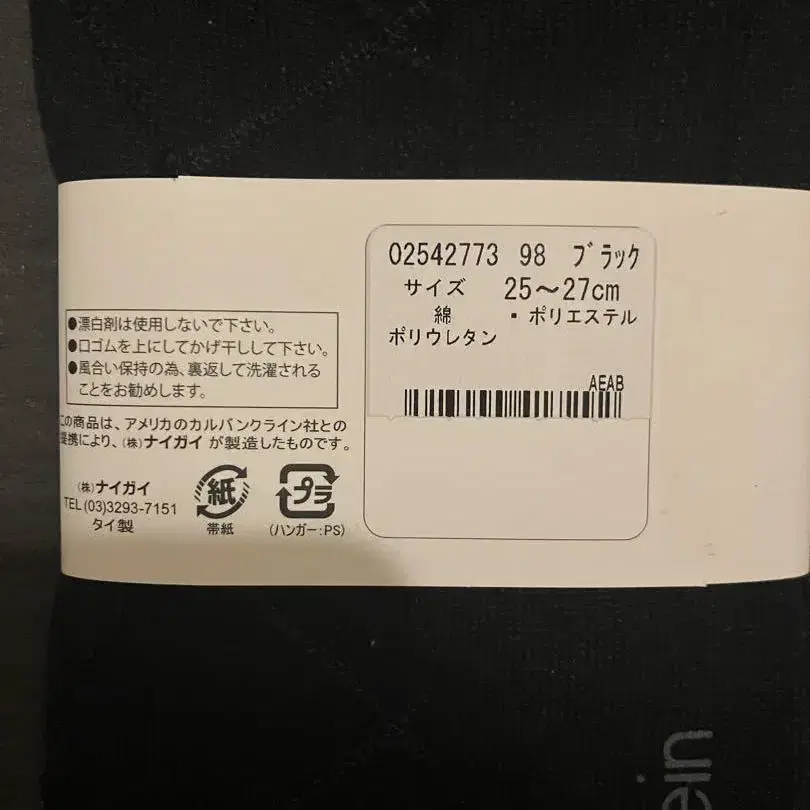 02542773 98 ブラック
サイズ 25～27cm
綿 ・ポリエステル
ポリウレタン
AEAB
●漂白剤は使用しないで下さい。
●口ゴムを上にしてかげ干しして下さい。
●風合い保持の為、裏返して洗濯される
ことをお勧めします。
この商品は、アメリカのカルバンクライン社との
提携により、(株)ナイガイ が製造したものです。
(株)ナイガイ
TEL (03)3293-7151
タイ製
紙
帯紙
プラ
(ハンガー:PS)
ein